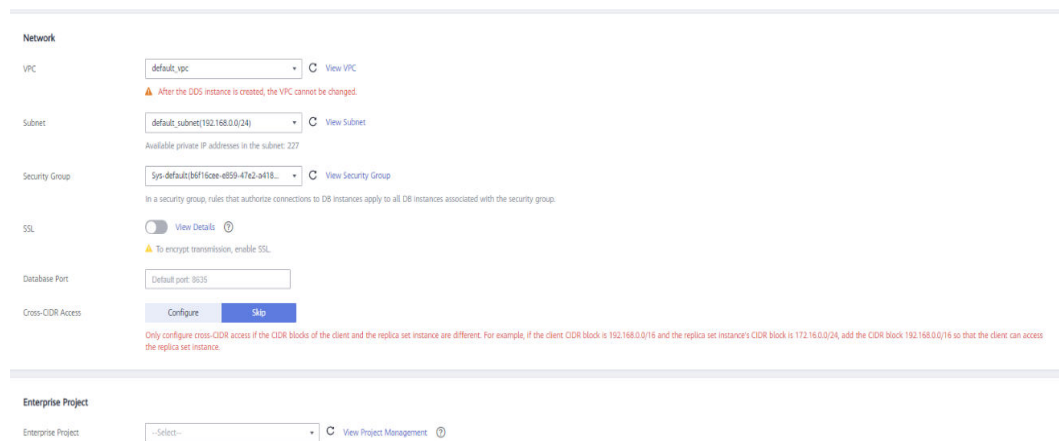 Network
VPC
default_vpc
View VPC
After the DDS instance is created, the VPC cannot be changed.
Subnet
default_subnet(192.168.0.0/24)
View Subnet
Available private IP addresses in the subnet: 227
Security Group
Sys-default(b6f16cee-e859-47e2-a418...
View Security Group
In a security group, rules that authorize connections to DB instances apply to all DB instances associated with the security group.
SSL
View Details
To encrypt transmission, enable SSL.
Database Port
Default port: 8635
Cross-CIDR Access
Configure
Skip
Only configure cross-CIDR access if the CIDR blocks of the client and the replica set instance are different. For example, if the client CIDR block is 192.168.0.0/16 and the replica set instance's CIDR block is 172.16.0.0/24, add the CIDR block 192.168.0.0/16 so that the client can access
the replica set instance.
Enterprise Project
Enterprise Project
--Select--
View Project Management